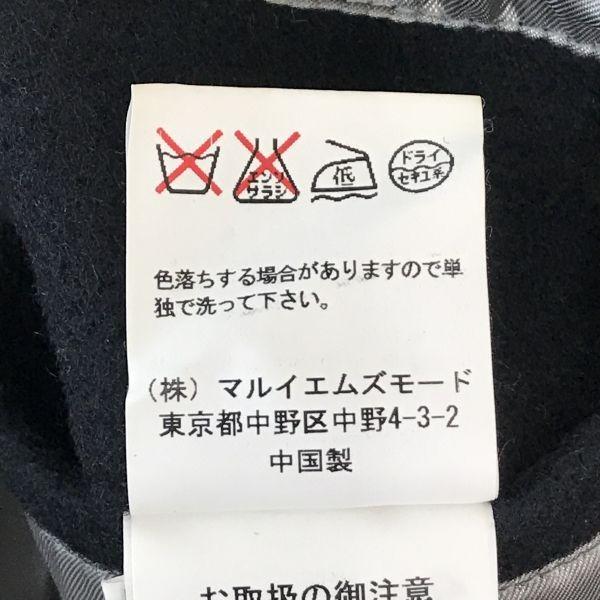 エンソ
サラシ
低
ドライ
セキユ系
色落ちする場合がありますので単
独で洗って下さい。
(株) マルイエムズモード
東京都中野区中野4-3-2
中国製
お取扱の御注意